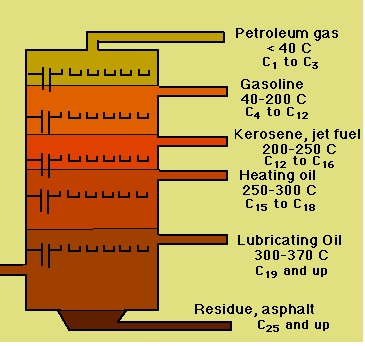 Petroleum gas
< 40 C
C1 to C3
Gasoline
40-200 C
C4 to C12
Kerosene, jet fuel
200-250 C
C12 to C16
Heating oil
250-300 C
C15 to C18
Lubricating Oil
300-370 C
C19 and up
Residue, asphalt
C25 and up